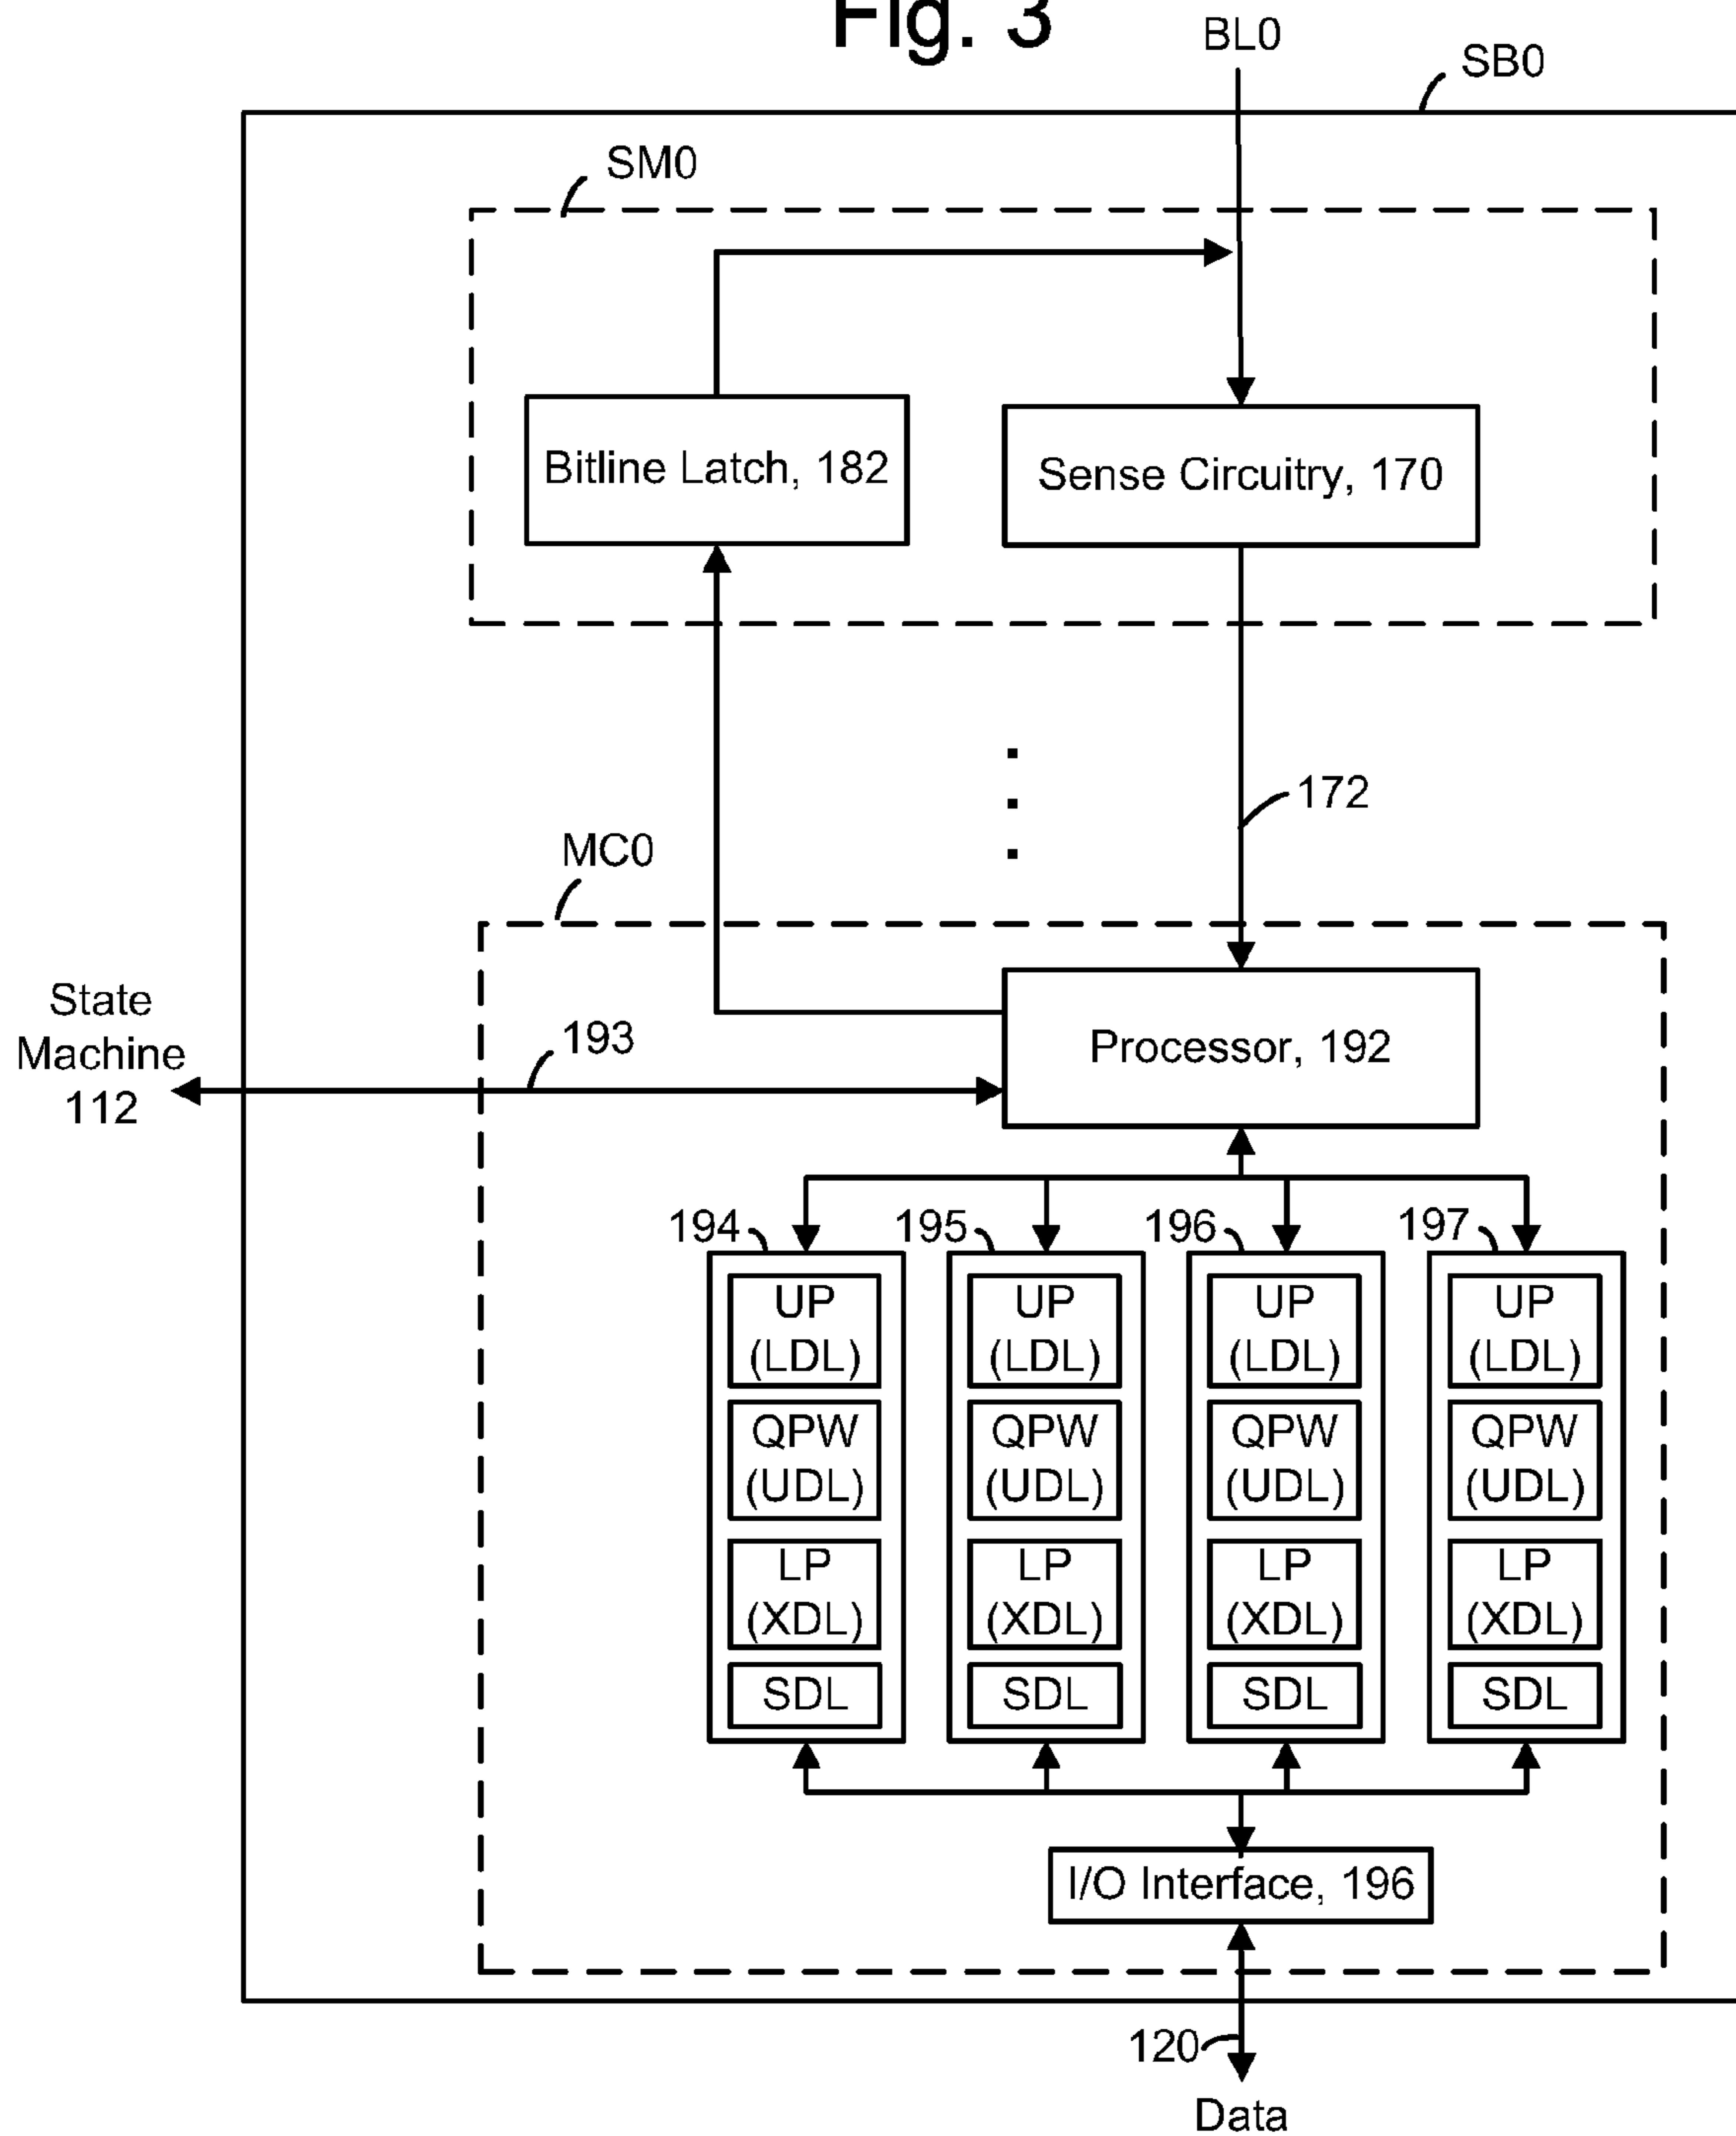 Fig. 3
BL0
SB0
SM0
Bitline Latch, 182
Sense Circuitry, 170
172
MC0
State
Machine
112
193
Processor, 192
194
195
196
197
UP
(LDL)
QPW
(UDL)
LP
(XDL)
SDL
UP
(LDL)
QPW
(UDL)
LP
(XDL)
SDL
UP
(LDL)
QPW
(UDL)
LP
(XDL)
SDL
UP
(LDL)
QPW
(UDL)
LP
(XDL)
SDL
I/O Interface, 196
120
Data